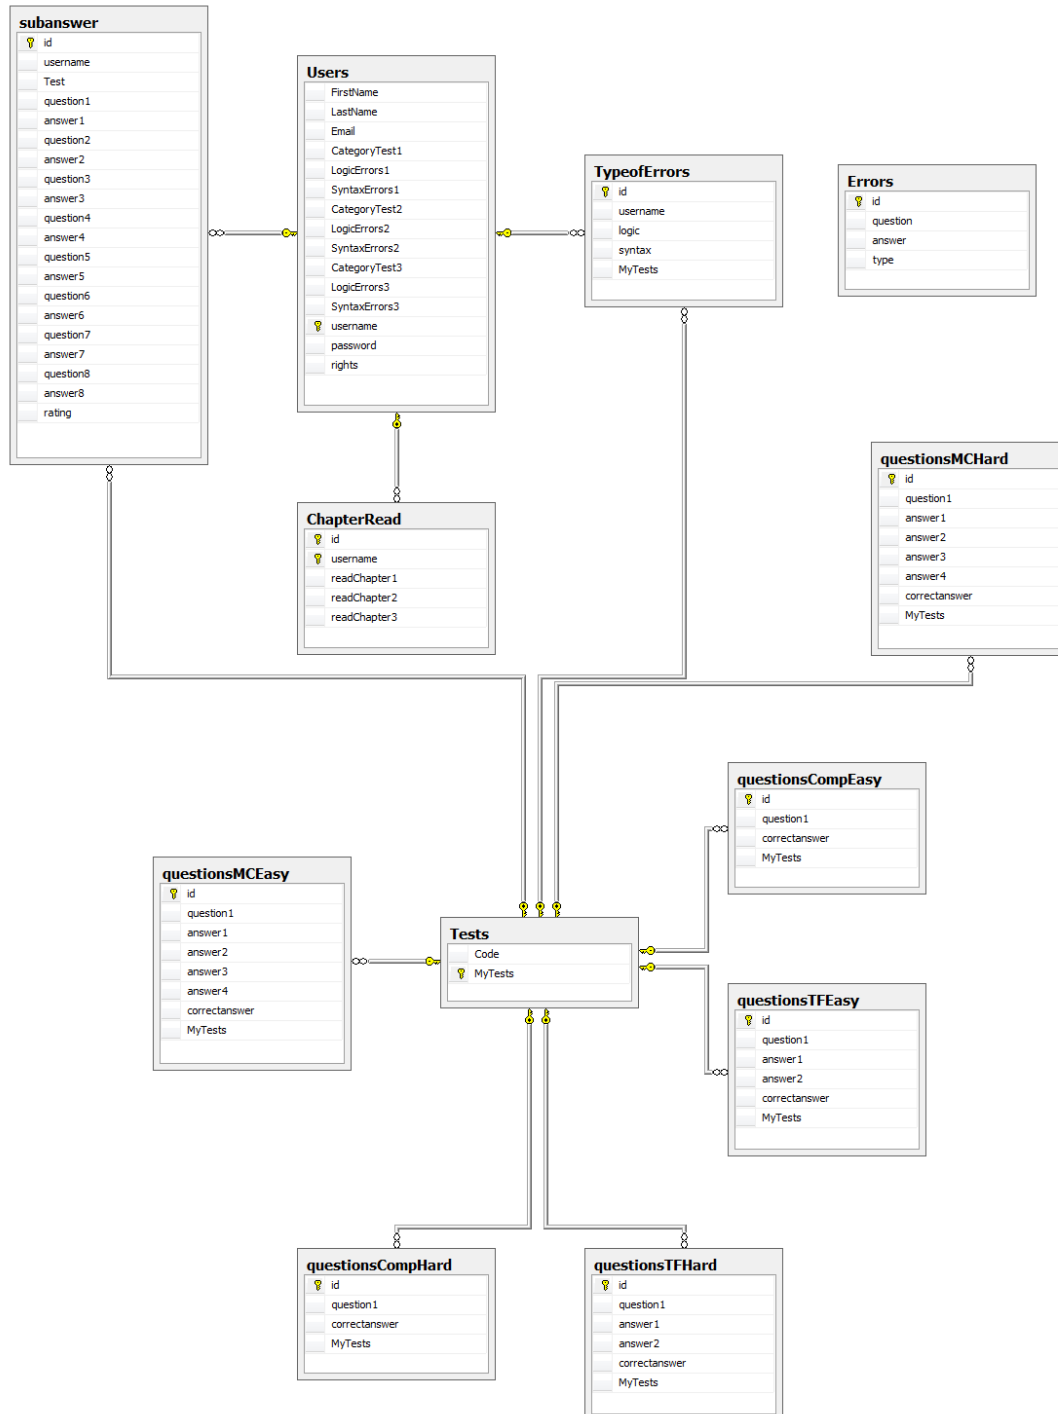 subanswer
id
username
Test
question1
answer1
question2
answer2
question3
answer3
question4
answer4
question5
answer5
question6
answer6
question7
answer7
question8
answer8
rating
Users
FirstName
LastName
Email
CategoryTest1
LogicErrors1
SyntaxErrors1
CategoryTest2
LogicErrors2
SyntaxErrors2
CategoryTest3
LogicErrors3
SyntaxErrors3
username
password
rights
TypeofErrors
id
username
logic
syntax
MyTests
Errors
id
question
answer
type
ChapterRead
id
username
readChapter1
readChapter2
readChapter3
questionsMCHard
id
question1
answer1
answer2
answer3
answer4
correctanswer
MyTests
questionsCompEasy
id
question1
correctanswer
MyTests
questionsMCEasy
id
question1
answer1
answer2
answer3
answer4
correctanswer
MyTests
Tests
Code
MyTests
questionsTFEasy
id
question1
answer1
answer2
correctanswer
MyTests
questionsCompHard
id
question1
correctanswer
MyTests
questionsTFHard
id
question1
answer1
answer2
correctanswer
MyTests